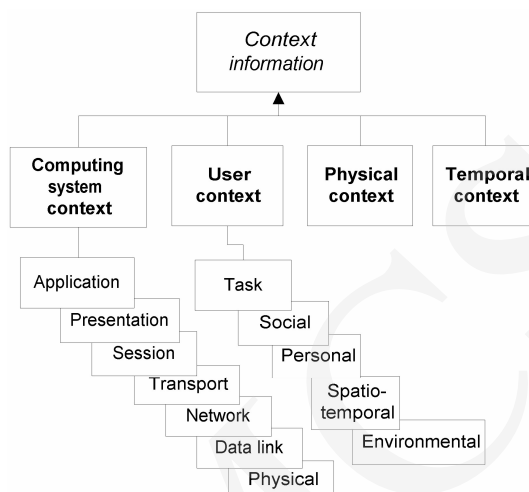 Context
information
Computing
system
context
User
context
Physical
context
Temporal
context
Application
Presentation
Session
Transport
Network
Data link
Physical
Task
Social
Personal
Spatio-
temporal
Environmental